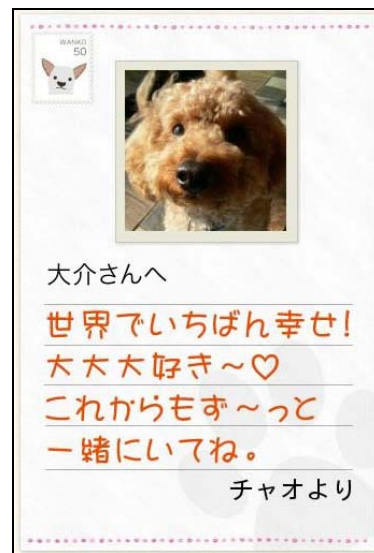 WANKO
50
大介さんへ
世界でいちばん幸せ!
大大大好き～♡
これからもず～っと
一緒にいてね。
チャオより